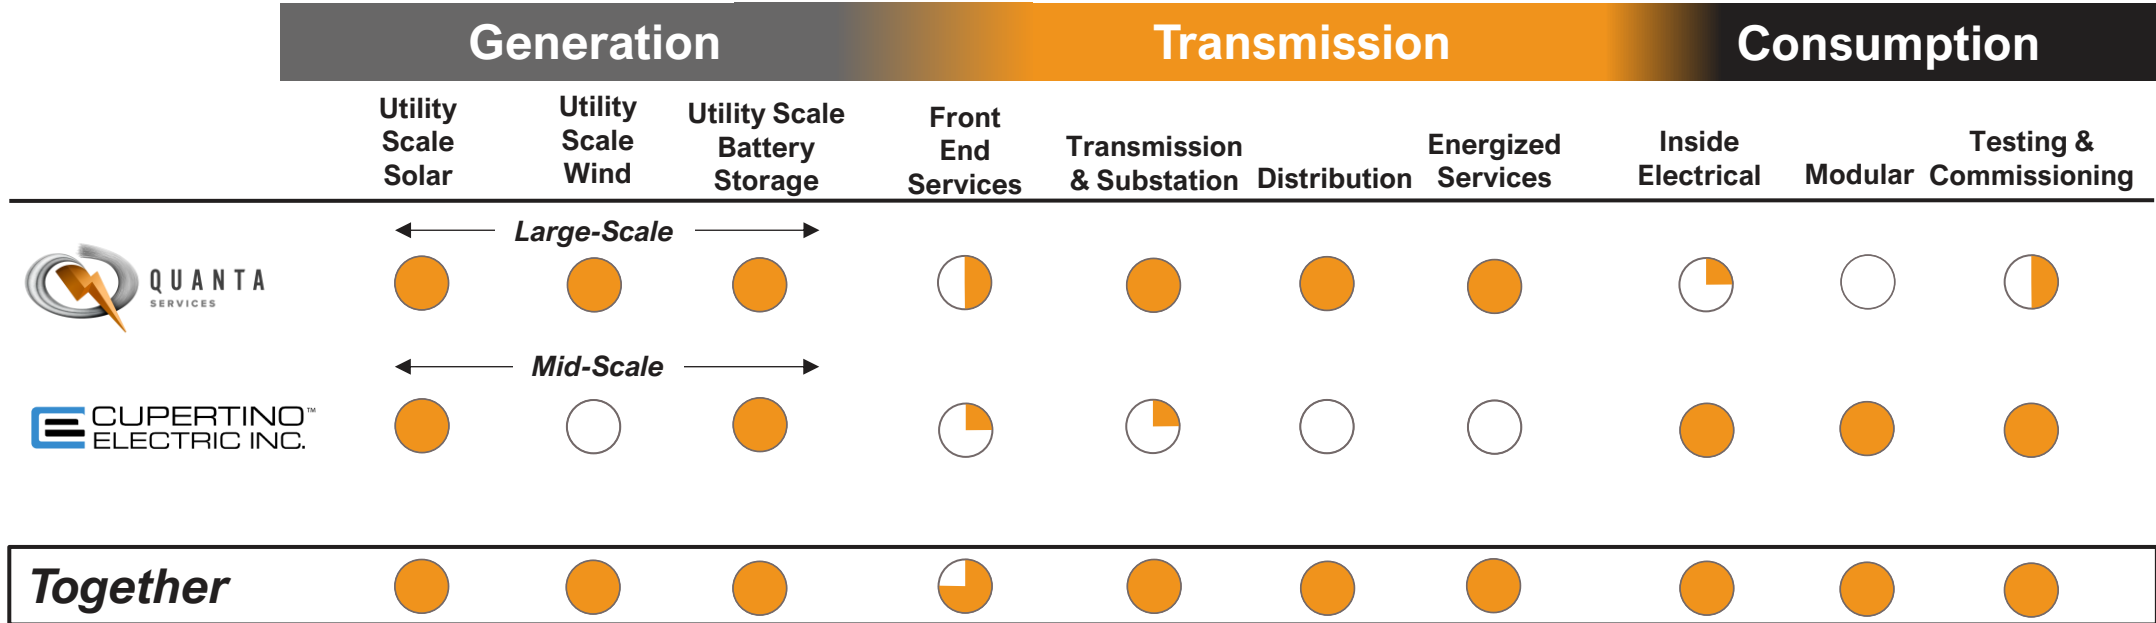 Generation
Transmission
Consumption
Utility
Scale
Solar
Utility
Scale
Wind
Utility Scale
Battery
Storage
Front
End
Services
Transmission
& Substation
Distribution
Energized
Services
Inside
Electrical
Modular
Testing &
Commissioning
Large-Scale
QUANTA
SERVICES
Mid-Scale
CUPERTINO™
ELECTRIC INC.
Together